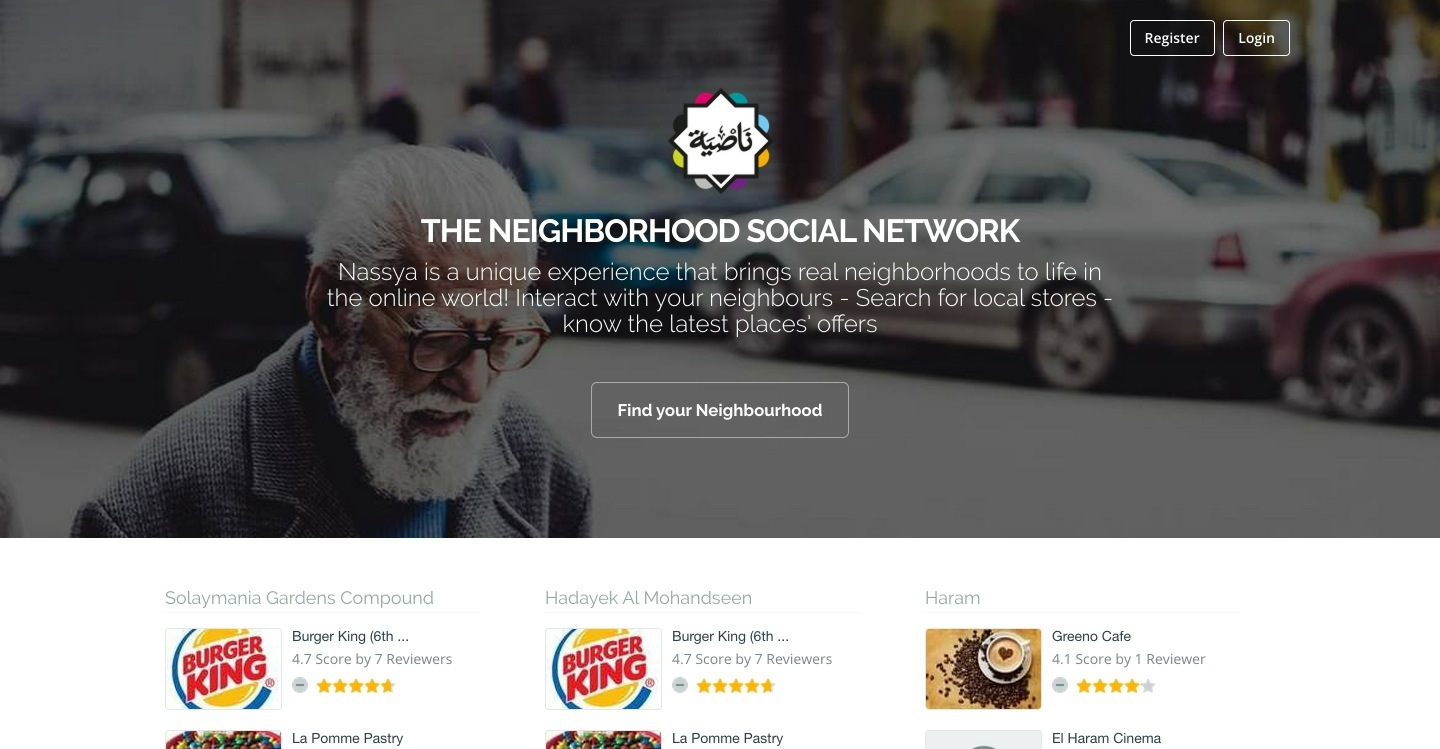 Register Login
نَاصْيَة
THE NEIGHBORHOOD SOCIAL NETWORK
Nassya is a unique experience that brings real neighborhoods to life in
the online world! Interact with your neighbours - Search for local stores -
know the latest places' offers
Find your Neighbourhood
Solaymania Gardens Compound
BURGER
KING®
Burger King (6th ...
4.7 Score by 7 Reviewers
La Pomme Pastry
Hadayek Al Mohandseen
BURGER
KING®
Burger King (6th ...
4.7 Score by 7 Reviewers
La Pomme Pastry
Haram
Greeno Cafe
4.1 Score by 1 Reviewer
El Haram Cinema